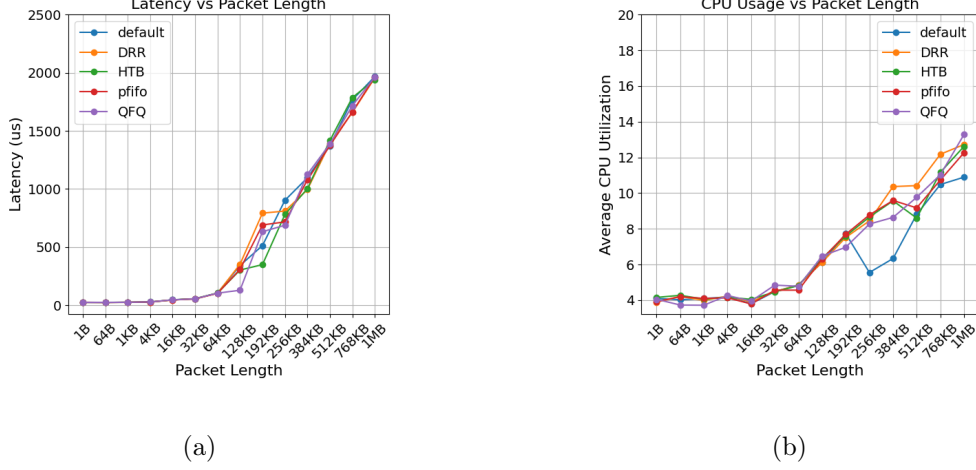 Latency vs Packet Length
2500
2000
1500
1000
500
0
Latency (us)
default
DRR
HTB
pfifo
QFQ
1B
64B
1KB
4KB
16KB
32KB
64KB
128KB
192KB
256KB
384KB
512KB
768KB
1MB
Packet Length
(a)
CPU Usage vs Packet Length
20
18
16
14
12
10
8
6
4
Average CPU Utilization
default
DRR
HTB
pfifo
QFQ
1B
64B
1KB
4KB
16KB
32KB
64KB
128KB
192KB
256KB
384KB
512KB
768KB
1MB
Packet Length
(b)